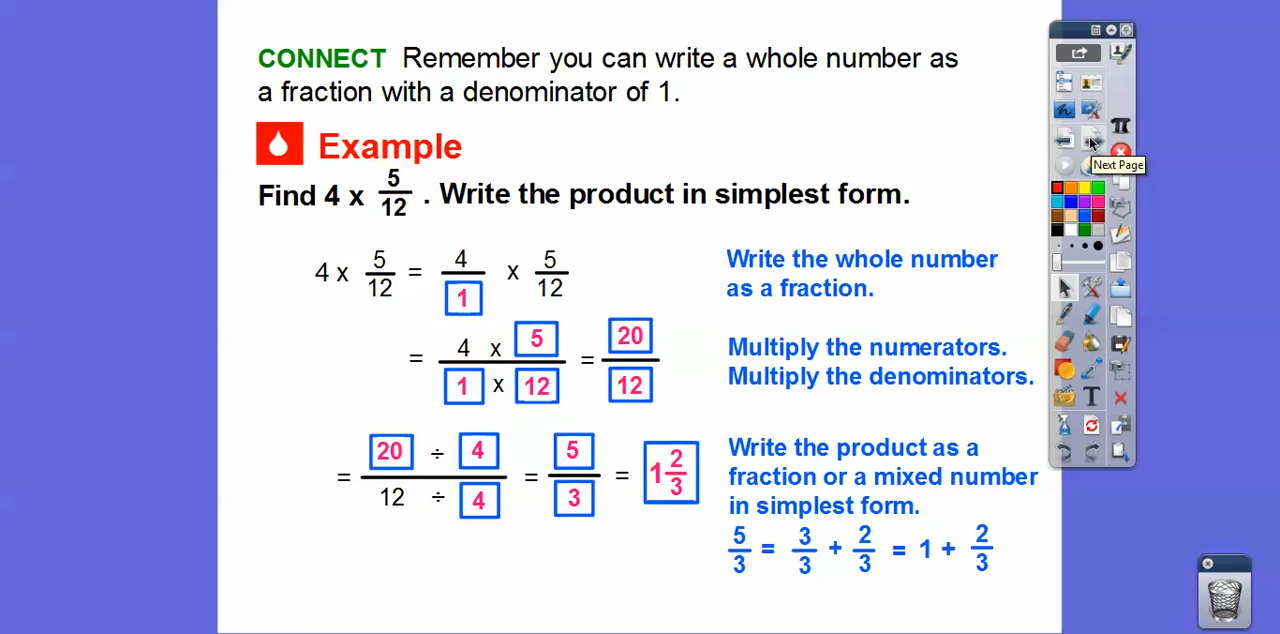 CONNECT Remember you can write a whole number as
a fraction with a denominator of 1.
Example
Find 4 x 5/12 . Write the product in simplest form.
4 x 5/12 = 4/1 x 5/12
Write the whole number
as a fraction.
= 4 x 5 / 1 x 12 = 20/12
Multiply the numerators.
Multiply the denominators.
= 20 ÷ 4 / 12 ÷ 4 = 5/3 = 1 2/3
Write the product as a
fraction or a mixed number
in simplest form.
5/3 = 3/3 + 2/3 = 1 + 2/3
π
Next Page
T